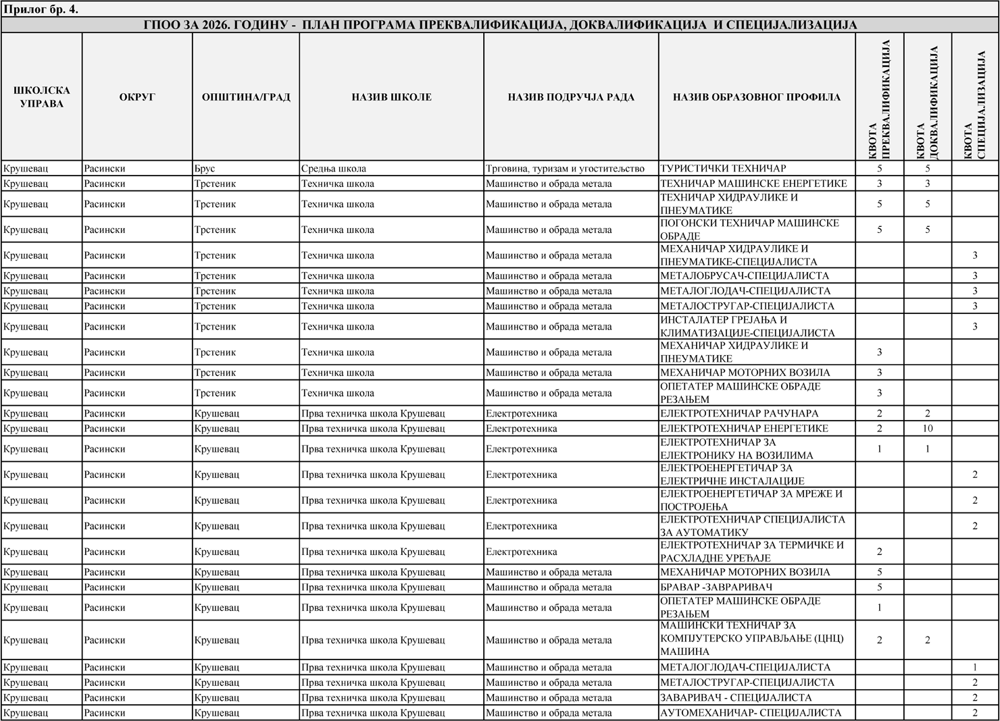 Прилог бр. 4.
ГПОО ЗА 2026. ГОДИНУ - ПЛАН ПРОГРАМА ПРЕКВАЛИФИКАЦИЈА, ДОКВАЛИФИКАЦИЈА И СПЕЦИЈАЛИЗАЦИЈА
ШКОЛСКА УПРАВА ОКРУГ ОПШТИНА/ГРАД НАЗИВ ШКОЛЕ НАЗИВ ПОДРУЧЈА РАДА НАЗИВ ОБРАЗОВНОГ ПРОФИЛА КВОТА ПРЕКВАЛИФИКАЦИЈА КВОТА ДОКВАЛИФИКАЦИЈА КВОТА СПЕЦИЈАЛИЗАЦИЈА
Крушевац Расински Брус Средња школа Трговина, туризам и угоститељство ТУРИСТИЧКИ ТЕХНИЧАР 5 5
Крушевац Расински Трстеник Техничка школа Машинство и обрада метала ТЕХНИЧАР МАШИНСКЕ ЕНЕРГЕТИКЕ 3 3
Крушевац Расински Трстеник Техничка школа Машинство и обрада метала ТЕХНИЧАР ХИДРАУЛИКЕ И ПНЕУМАТИКЕ 5 5
Крушевац Расински Трстеник Техничка школа Машинство и обрада метала ПОГОНСКИ ТЕХНИЧАР МАШИНСКЕ ОБРАДЕ 5 5
Крушевац Расински Трстеник Техничка школа Машинство и обрада метала МЕХАНИЧАР ХИДРАУЛИКЕ И ПНЕУМАТИКЕ-СПЕЦИЈАЛИСТА 3
Крушевац Расински Трстеник Техничка школа Машинство и обрада метала МЕТАЛОБРУСАЧ-СПЕЦИЈАЛИСТА 3
Крушевац Расински Трстеник Техничка школа Машинство и обрада метала МЕТАЛОГЛОДАЧ-СПЕЦИЈАЛИСТА 3
Крушевац Расински Трстеник Техничка школа Машинство и обрада метала МЕТАЛОСТРУГАР-СПЕЦИЈАЛИСТА 3
Крушевац Расински Трстеник Техничка школа Машинство и обрада метала ИНСТАЛАТЕР ГРЕЈАЊА И КЛИМАТИЗАЦИЈЕ-СПЕЦИЈАЛИСТА 3
Крушевац Расински Трстеник Техничка школа Машинство и обрада метала МЕХАНИЧАР ХИДРАУЛИКЕ И ПНЕУМАТИКЕ 3
Крушевац Расински Трстеник Техничка школа Машинство и обрада метала МЕХАНИЧАР МОТОРНИХ ВОЗИЛА 3
Крушевац Расински Трстеник Техничка школа Машинство и обрада метала ОПЕТАТЕР МАШИНСКЕ ОБРАДЕ РЕЗАЊЕМ 3
Крушевац Расински Крушевац Прва техничка школа Крушевац Електротехника ЕЛЕКТРОТЕХНИЧАР РАЧУНАРА 2 2
Крушевац Расински Крушевац Прва техничка школа Крушевац Електротехника ЕЛЕКТРОТЕХНИЧАР ЕНЕРГЕТИКЕ 2 10
Крушевац Расински Крушевац Прва техничка школа Крушевац Електротехника ЕЛЕКТРОТЕХНИЧАР ЗА ЕЛЕКТРОНИКУ НА ВОЗИЛИМА 1 1
Крушевац Расински Крушевац Прва техничка школа Крушевац Електротехника ЕЛЕКТРОЕНЕРГЕТИЧАР ЗА ЕЛЕКТРИЧНЕ ИНСТАЛАЦИЈЕ 2
Крушевац Расински Крушевац Прва техничка школа Крушевац Електротехника ЕЛЕКТРОЕНЕРГЕТИЧАР ЗА МРЕЖЕ И ПОСТРОЈЕЊА 2
Крушевац Расински Крушевац Прва техничка школа Крушевац Електротехника ЕЛЕКТРОТЕХНИЧАР СПЕЦИЈАЛИСТА ЗА АУТОМАТИКУ 2
Крушевац Расински Крушевац Прва техничка школа Крушевац Електротехника ЕЛЕКТРОТЕХНИЧАР ЗА ТЕРМИЧКЕ И РАСХЛАДНЕ УРЕЂАЈЕ 2
Крушевац Расински Крушевац Прва техничка школа Крушевац Машинство и обрада метала МЕХАНИЧАР МОТОРНИХ ВОЗИЛА 5
Крушевац Расински Крушевац Прва техничка школа Крушевац Машинство и обрада метала БРАВАР -ЗАВРАРИВАЧ 5
Крушевац Расински Крушевац Прва техничка школа Крушевац Машинство и обрада метала ОПЕТАТЕР МАШИНСКЕ ОБРАДЕ РЕЗАЊЕМ 1
Крушевац Расински Крушевац Прва техничка школа Крушевац Машинство и обрада метала МАШИНСКИ ТЕХНИЧАР ЗА КОМПЈУТЕРСКО УПРАВЉАЊЕ (ЦНЦ) МАШИНА 2 2
Крушевац Расински Крушевац Прва техничка школа Крушевац Машинство и обрада метала МЕТАЛОГЛОДАЧ-СПЕЦИЈАЛИСТА 1
Крушевац Расински Крушевац Прва техничка школа Крушевац Машинство и обрада метала МЕТАЛОСТРУГАР-СПЕЦИЈАЛИСТА 2
Крушевац Расински Крушевац Прва техничка школа Крушевац Машинство и обрада метала ЗАВАРИВАЧ - СПЕЦИЈАЛИСТА 2
Крушевац Расински Крушевац Прва техничка школа Крушевац Машинство и обрада метала АУТОМЕХАНИЧАР- СПЕЦИЈАЛИСТА 2